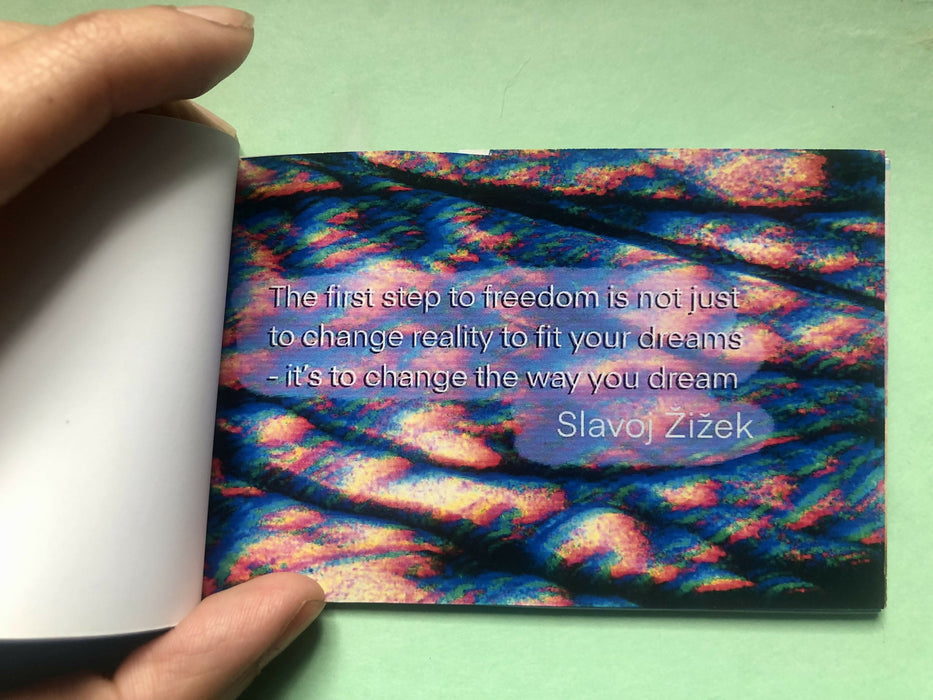 The first step to freedom is not just
to change reality to fit your dreams
- it's to change the way you dream
Slavoj Žižek